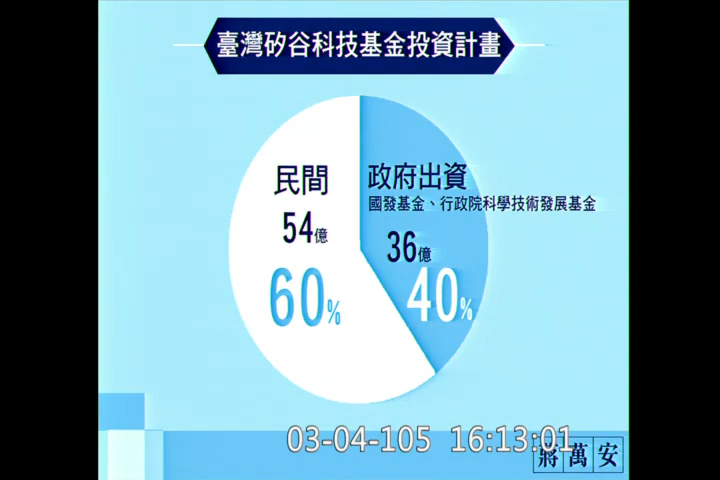 臺灣矽谷科技基金投資計畫
民間
54億
60%
政府出資
國發基金、行政院科學技術發展基金
36億
40%
03-04-105 16:13:01
蔣萬安